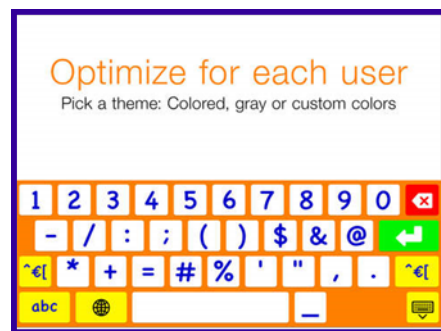 Optimize for each user
Pick a theme: Colored, gray or custom colors
1 2 3 4 5 6 7 8 9 0
- / : ; ( ) $ & @
^€[ * + = # % ' " , . ^€[
abc _